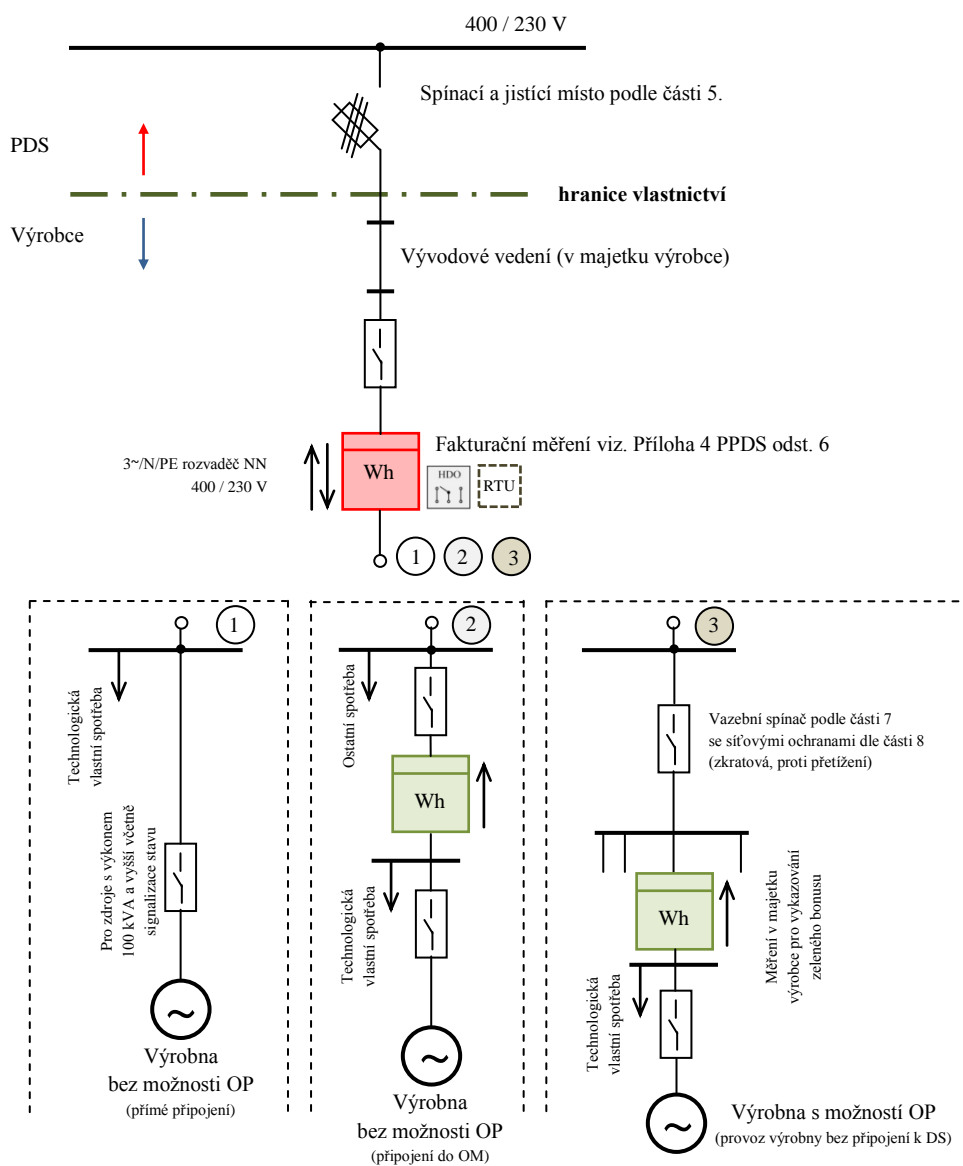 400 / 230 V
Spínací a jistící místo podle části 5.
PDS
hranice vlastnictví
Výrobce
Vývodové vedení (v majetku výrobce)
Fakturační měření viz. Příloha 4 PPDS odst. 6
3~/N/PE rozvaděč NN
400 / 230 V
Wh
HDO
RTU
1
2
3
1
Technologická
vlastní spotřeba
Pro zdroje s výkonem
100 kVA a vyšší včetně
signalizace stavu
~
Výrobna
bez možnosti OP
(přímé připojení)
2
Ostatní spotřeba
Wh
Technologická
vlastní spotřeba
~
Výrobna
bez možnosti OP
(připojení do OM)
3
Vazební spínač podle části 7
se síťovými ochranami dle části 8
(zkratová, proti přetížení)
Wh
Měření v majetku
výrobce pro vykazování
zeleného bonusu
Technologická
vlastní spotřeba
~
Výrobna s možností OP
(provoz výrobny bez připojení k DS)